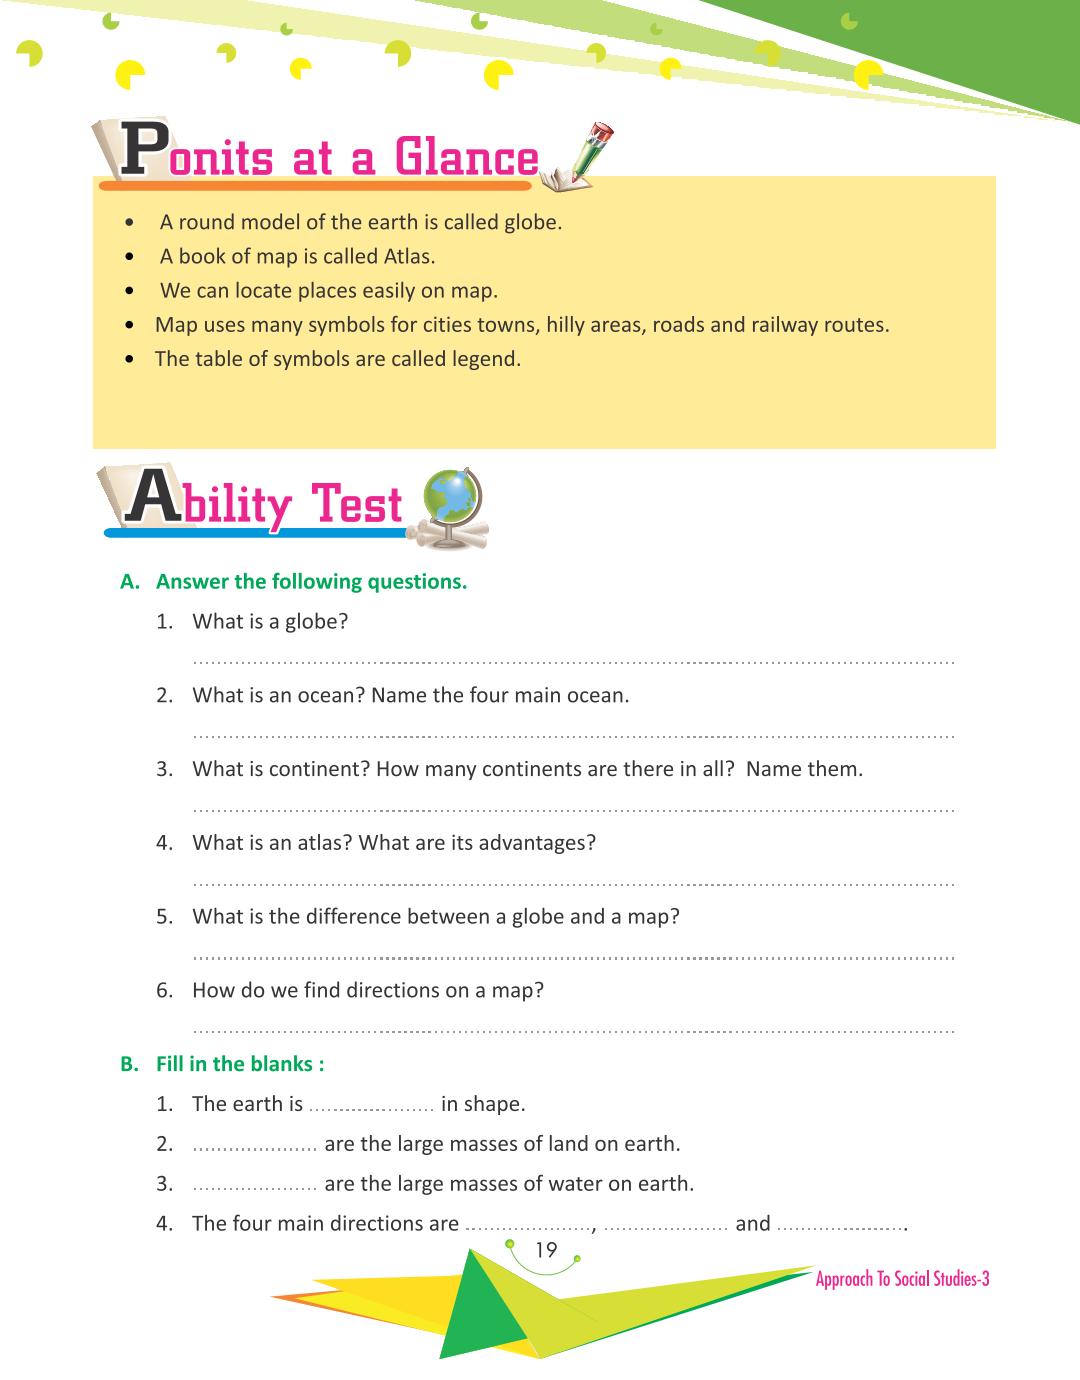 Ponits at a Glance
• A round model of the earth is called globe.
• A book of map is called Atlas.
• We can locate places easily on map.
• Map uses many symbols for cities towns, hilly areas, roads and railway routes.
• The table of symbols are called legend.
Ability Test
A. Answer the following questions.
1. What is a globe?
2. What is an ocean? Name the four main ocean.
3. What is continent? How many continents are there in all? Name them.
4. What is an atlas? What are its advantages?
5. What is the difference between a globe and a map?
6. How do we find directions on a map?
B. Fill in the blanks :
1. The earth is ..................... in shape.
2. ..................... are the large masses of land on earth.
3. ..................... are the large masses of water on earth.
4. The four main directions are ....................., ..................... and ......................
19
Approach To Social Studies-3